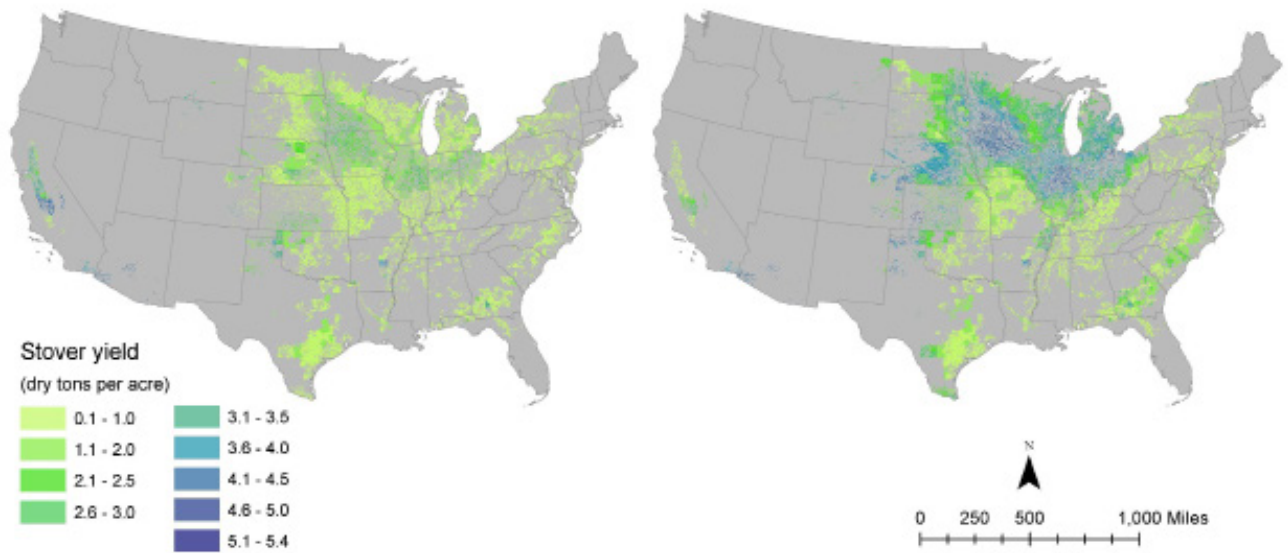 Stover yield
(dry tons per acre)
0.1 - 1.0
1.1 - 2.0
2.1 - 2.5
2.6 - 3.0
3.1 - 3.5
3.6 - 4.0
4.1 - 4.5
4.6 - 5.0
5.1 - 5.4
N
0 250 500 1,000 Miles